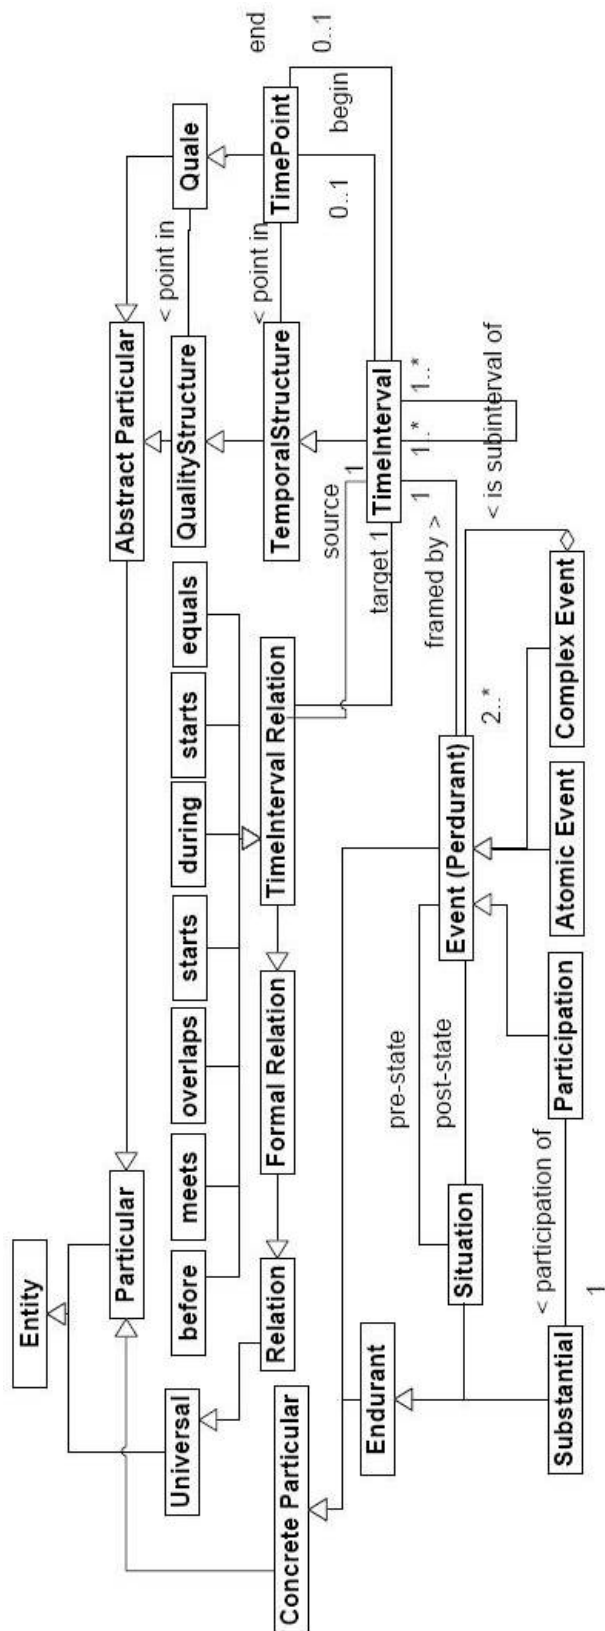 Entity
Universal
Particular
Abstract Particular
Concrete Particular
Relation
Formal Relation
TimeInterval Relation
before
meets
overlaps
starts
during
starts
equals
QualityStructure
< point in
Quale
TemporalStructure
< point in
TimePoint
end
0..1
begin
0..1
source
1
target 1
TimeInterval
1..*
1..*
< is subinterval of
1
framed by >
Endurant
Situation
pre-state
post-state
Event (Perdurant)
2..*
Substantial
< participation of
1
Participation
Atomic Event
Complex Event